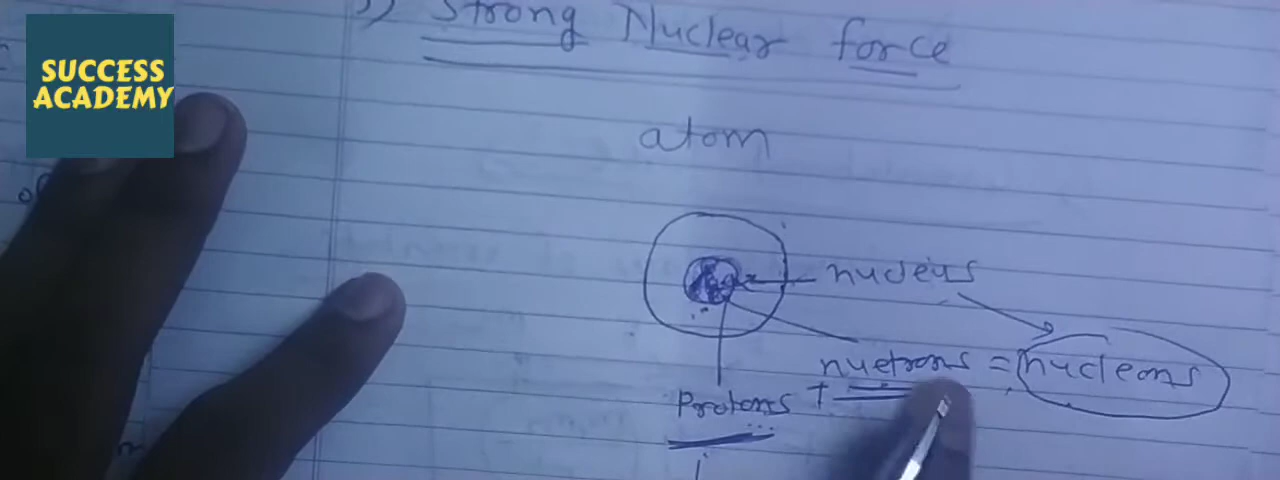 SUCCESS
ACADEMY
Strong Nuclear force
atom
nucleus
nuetrons = nucleons
Protons +